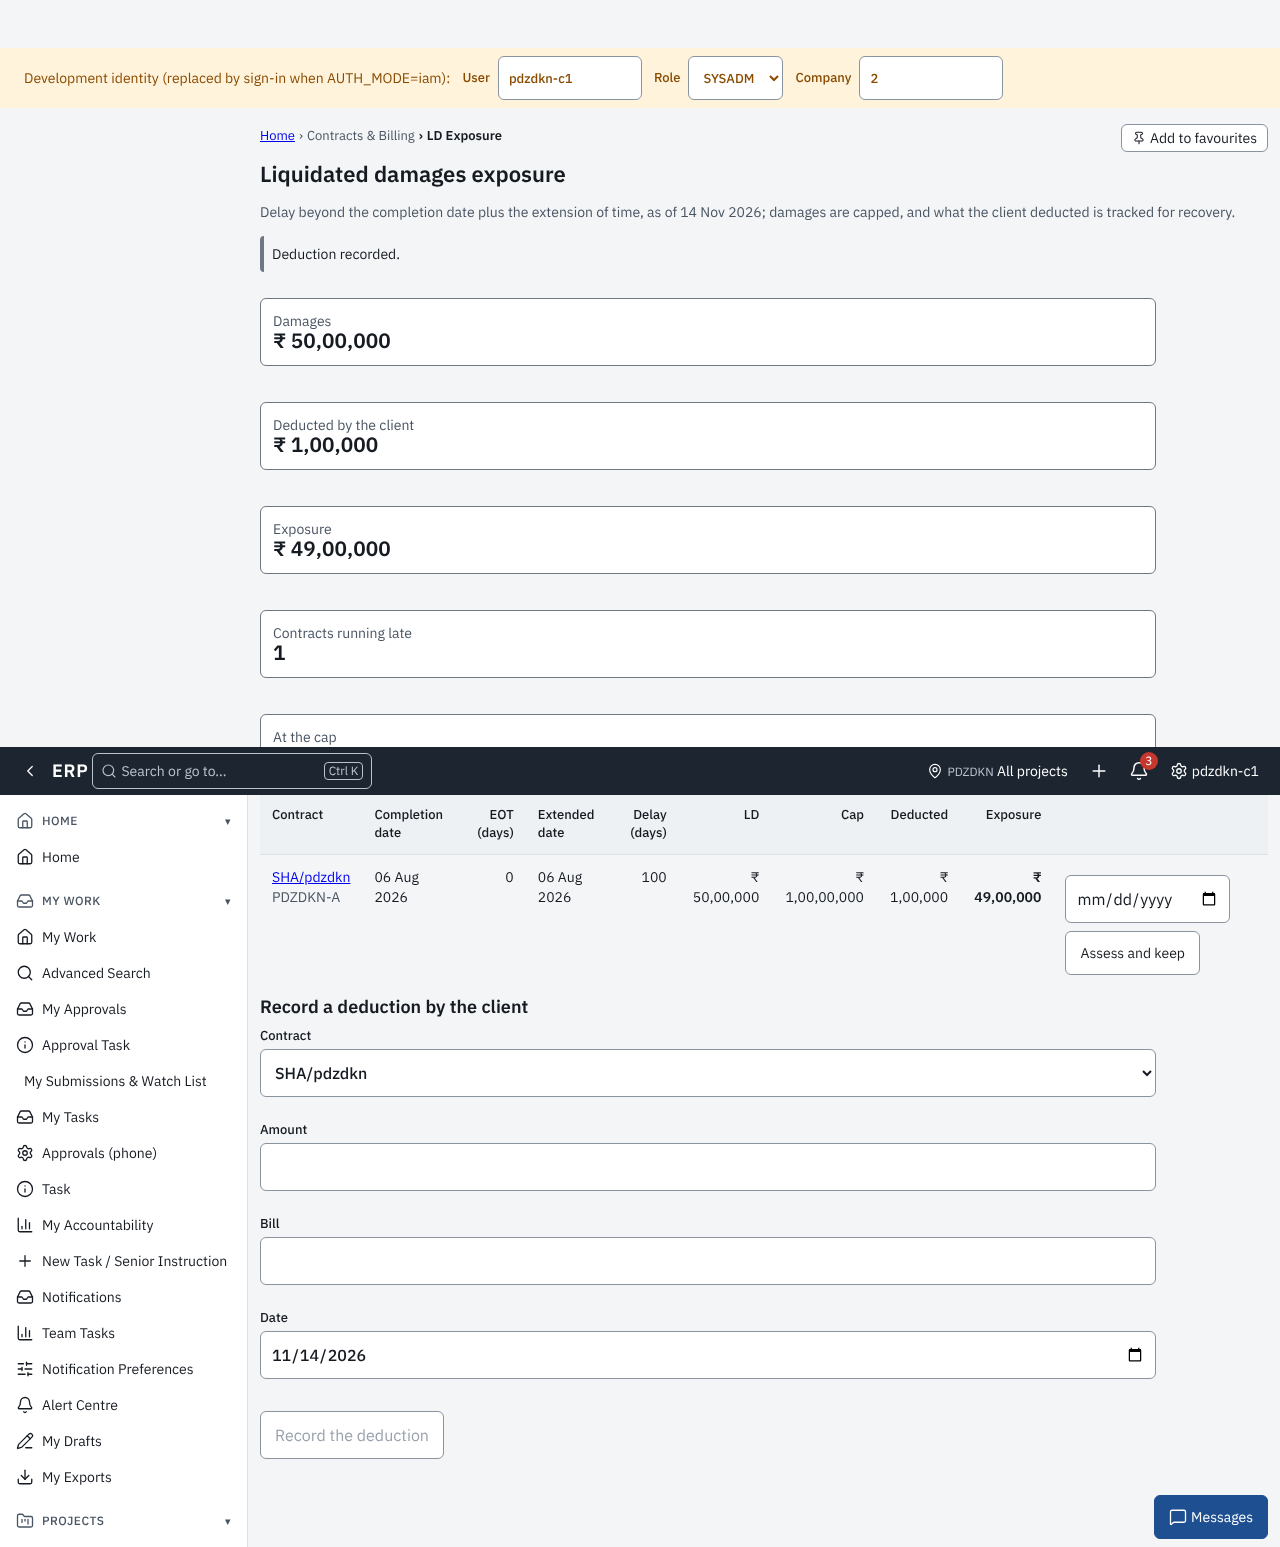 Development identity (replaced by sign-in when AUTH_MODE=iam): User pdzdkn-c1 Role SYSADM Company 2
Home › Contracts & Billing › LD Exposure
Add to favourites
Liquidated damages exposure
Delay beyond the completion date plus the extension of time, as of 14 Nov 2026; damages are capped, and what the client deducted is tracked for recovery.
Deduction recorded.
Damages
₹ 50,00,000
Deducted by the client
₹ 1,00,000
Exposure
₹ 49,00,000
Contracts running late
1
At the cap
ERP Search or go to... Ctrl K PDZDKN All projects 3 pdzdkn-c1
HOME
Home
MY WORK
My Work
Advanced Search
My Approvals
Approval Task
My Submissions & Watch List
My Tasks
Approvals (phone)
Task
My Accountability
New Task / Senior Instruction
Notifications
Team Tasks
Notification Preferences
Alert Centre
My Drafts
My Exports
PROJECTS
Contract Completion EOT Extended Delay LD Cap Deducted Exposure
date (days) date (days)
SHA/pdzdkn 06 Aug 0 06 Aug 100 ₹ ₹ ₹ ₹
PDZDKN-A 2026 2026 50,00,000 1,00,00,000 1,00,000 49,00,000
mm/dd/yyyy
Assess and keep
Record a deduction by the client
Contract
SHA/pdzdkn
Amount
Bill
Date
11/14/2026
Record the deduction
Messages